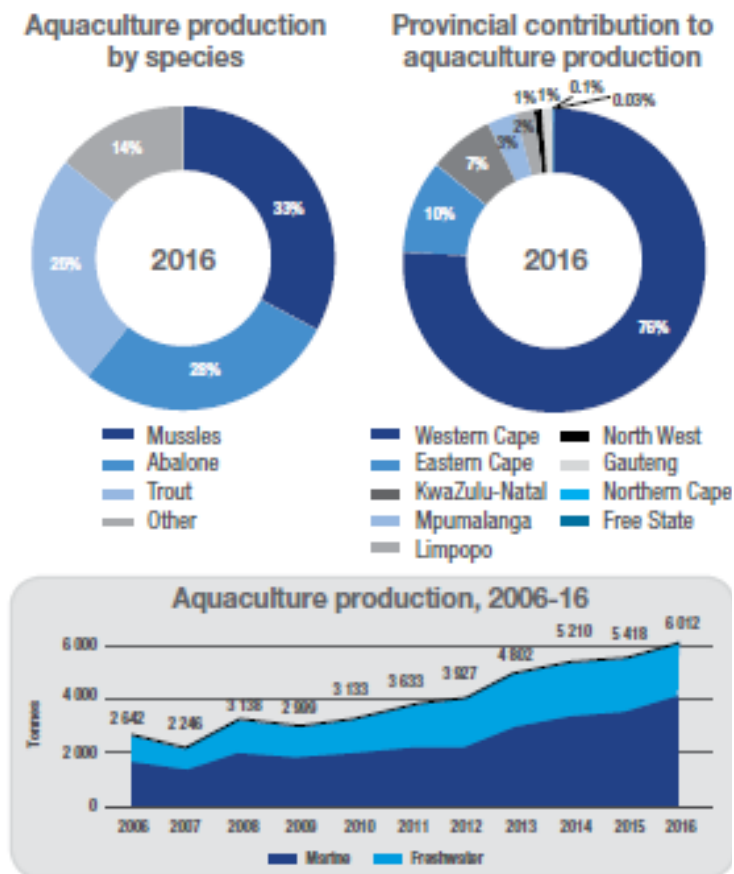 Aquaculture production
by species
14%
33%
2016
28%
Mussles
Abalone
Trout
Other
Provincial contribution to
aquaculture production
1% 1% 0.1%
0.03%
2%
3%
7%
10%
2016
76%
Western Cape
Eastern Cape
KwaZulu-Natal
Mpumalanga
Limpopo
North West
Gauteng
Northern Cape
Free State
Aquaculture production, 2006-16
Tonnes
6 000
4 000
2 000
0
2 642
2 246
3 138
2 999
3 133
3 633
3 927
4 802
5 210
5 418
6 012
2006 2007 2008 2009 2010 2011 2012 2013 2014 2015 2016
Marine Freshwater